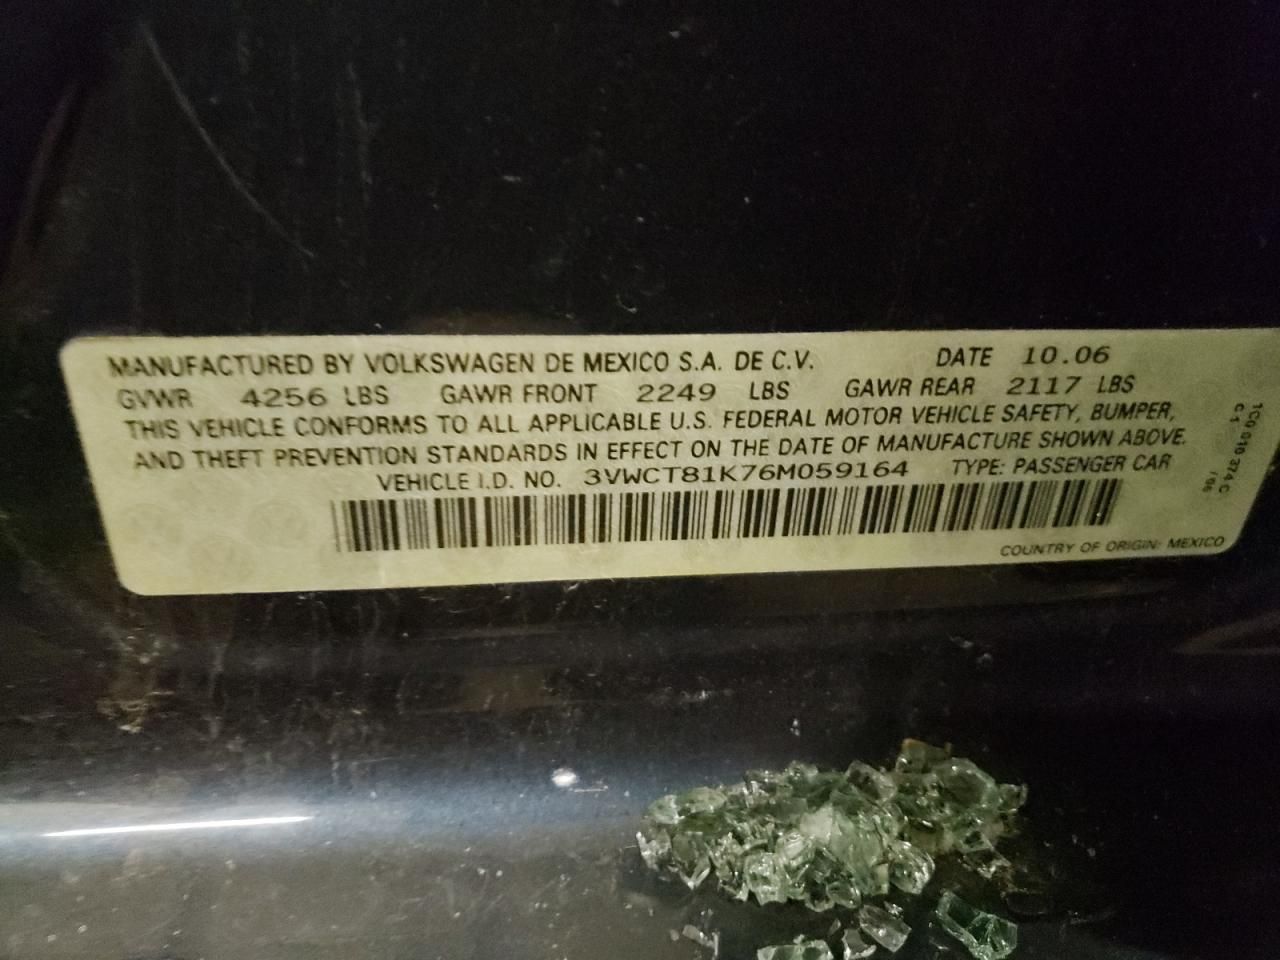 MANUFACTURED BY VOLKSWAGEN DE MEXICO S.A. DE C.V. DATE 10.06
GVWR 4256 LBS GAWR FRONT 2249 LBS GAWR REAR 2117 LBS
THIS VEHICLE CONFORMS TO ALL APPLICABLE U.S. FEDERAL MOTOR VEHICLE SAFETY, BUMPER,
AND THEFT PREVENTION STANDARDS IN EFFECT ON THE DATE OF MANUFACTURE SHOWN ABOVE.
VEHICLE I.D. NO. 3VWCT81K76M059164 TYPE: PASSENGER CAR
COUNTRY OF ORIGIN: MEXICO